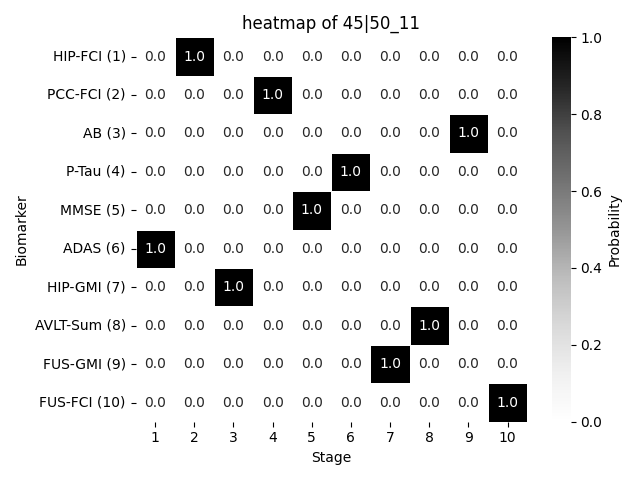 heatmap of 45|50_11
HIP-FCI (1) 0.0 1.0 0.0 0.0 0.0 0.0 0.0 0.0 0.0 0.0
PCC-FCI (2) 0.0 0.0 0.0 1.0 0.0 0.0 0.0 0.0 0.0 0.0
AB (3) 0.0 0.0 0.0 0.0 0.0 0.0 0.0 0.0 1.0 0.0
P-Tau (4) 0.0 0.0 0.0 0.0 0.0 1.0 0.0 0.0 0.0 0.0
MMSE (5) 0.0 0.0 0.0 0.0 1.0 0.0 0.0 0.0 0.0 0.0
ADAS (6) 1.0 0.0 0.0 0.0 0.0 0.0 0.0 0.0 0.0 0.0
HIP-GMI (7) 0.0 0.0 1.0 0.0 0.0 0.0 0.0 0.0 0.0 0.0
AVLT-Sum (8) 0.0 0.0 0.0 0.0 0.0 0.0 0.0 1.0 0.0 0.0
FUS-GMI (9) 0.0 0.0 0.0 0.0 0.0 0.0 1.0 0.0 0.0 0.0
FUS-FCI (10) 0.0 0.0 0.0 0.0 0.0 0.0 0.0 0.0 0.0 1.0
1 2 3 4 5 6 7 8 9 10
Stage
Biomarker
1.0
0.8
0.6
0.4
0.2
0.0
Probability